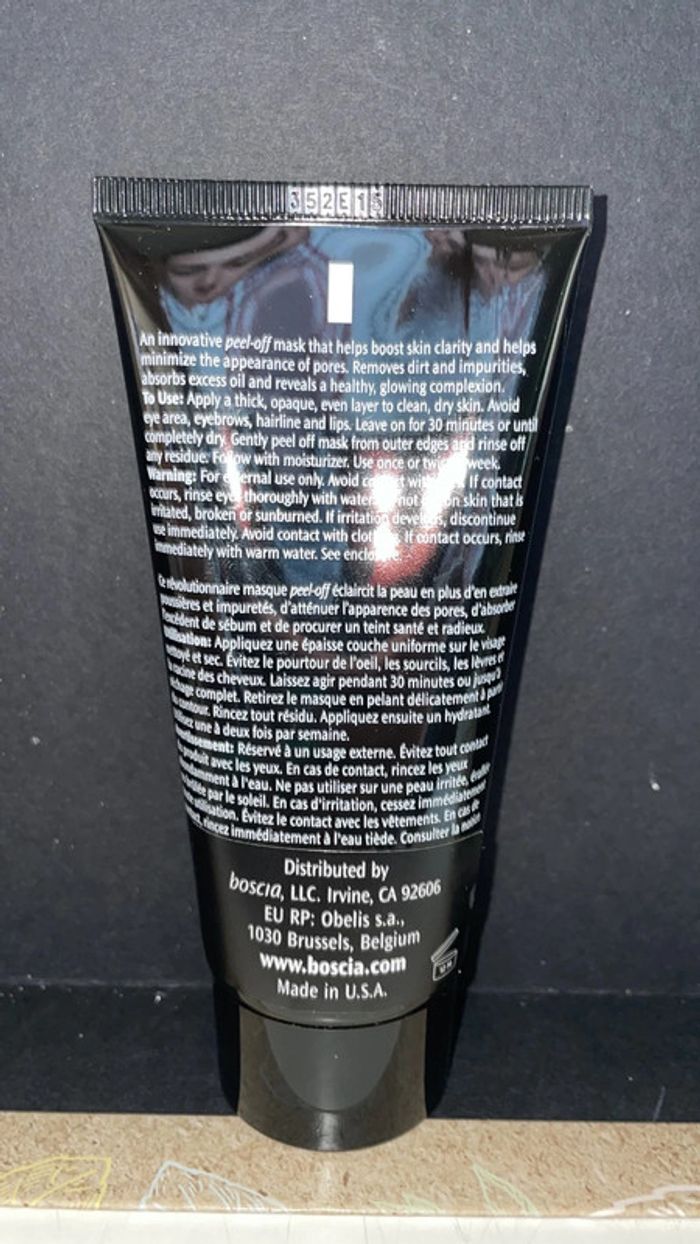 352E15
An innovative peel-off mask that helps boost skin clarity and helps
minimize the appearance of pores. Removes dirt and impurities,
absorbs excess oil and reveals a healthy, glowing complexion.
To Use: Apply a thick, opaque, even layer to clean, dry skin. Avoid
eye area, eyebrows, hairline and lips. Leave on for 30 minutes or until
completely dry. Gently peel off mask from outer edges and rinse off
any residue. Follow with moisturizer. Use once or twice week.
Warning: For external use only. Avoid contact with If contact
occurs, rinse eyes thoroughly with water. not on skin that is
irritated, broken or sunburned. If irritation develops, discontinue
use immediately. Avoid contact with clothes. If contact occurs, rinse
immediately with warm water. See enclosure.
Ce révolutionnaire masque peel-off éclaircit la peau en plus d'en extraire
poussières et impuretés, d'atténuer l'apparence des pores, d'absorber
l'excédent de sébum et de procurer un teint santé et radieux.
Utilisation: Appliquez une épaisse couche uniforme sur le visage
nettoyé et sec. Évitez le pourtour de l'oeil, les sourcils, les lèvres et
la racine des cheveux. Laissez agir pendant 30 minutes ou jusqu'à
séchage complet. Retirez le masque en pelant délicatement à partir
du contour. Rincez tout résidu. Appliquez ensuite un hydratant.
Utilisez une à deux fois par semaine.
Avertissement: Réservé à un usage externe. Évitez tout contact
du produit avec les yeux. En cas de contact, rincez les yeux
abondamment à l'eau. Ne pas utiliser sur une peau irritée,
brûlée par le soleil. En cas d'irritation, cessez immédiatement
utilisation. Évitez le contact avec les vêtements. En cas de
contact, rincez immédiatement à l'eau tiède. Consulter la notice
Distributed by
boscia, LLC. Irvine, CA 92606
EU RP: Obelis s.a.,
1030 Brussels, Belgium
www.boscia.com
Made in U.S.A.